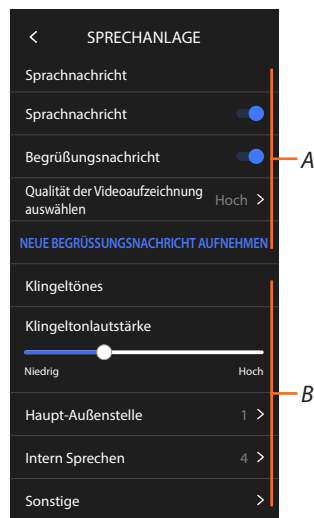 SPRECHANLAGE
Sprachnachricht
Sprachnachricht
Begrüßungsnachricht
A
Qualität der Videoaufzeichnung
auswählen
Hoch
NEUE BEGRÜSSUNGSNACHRICHT AUFNEHMEN
Klingeltönes
Klingeltonlautstärke
Niedrig Hoch
B
Haupt-Außenstelle 1
Intern Sprechen 4
Sonstige